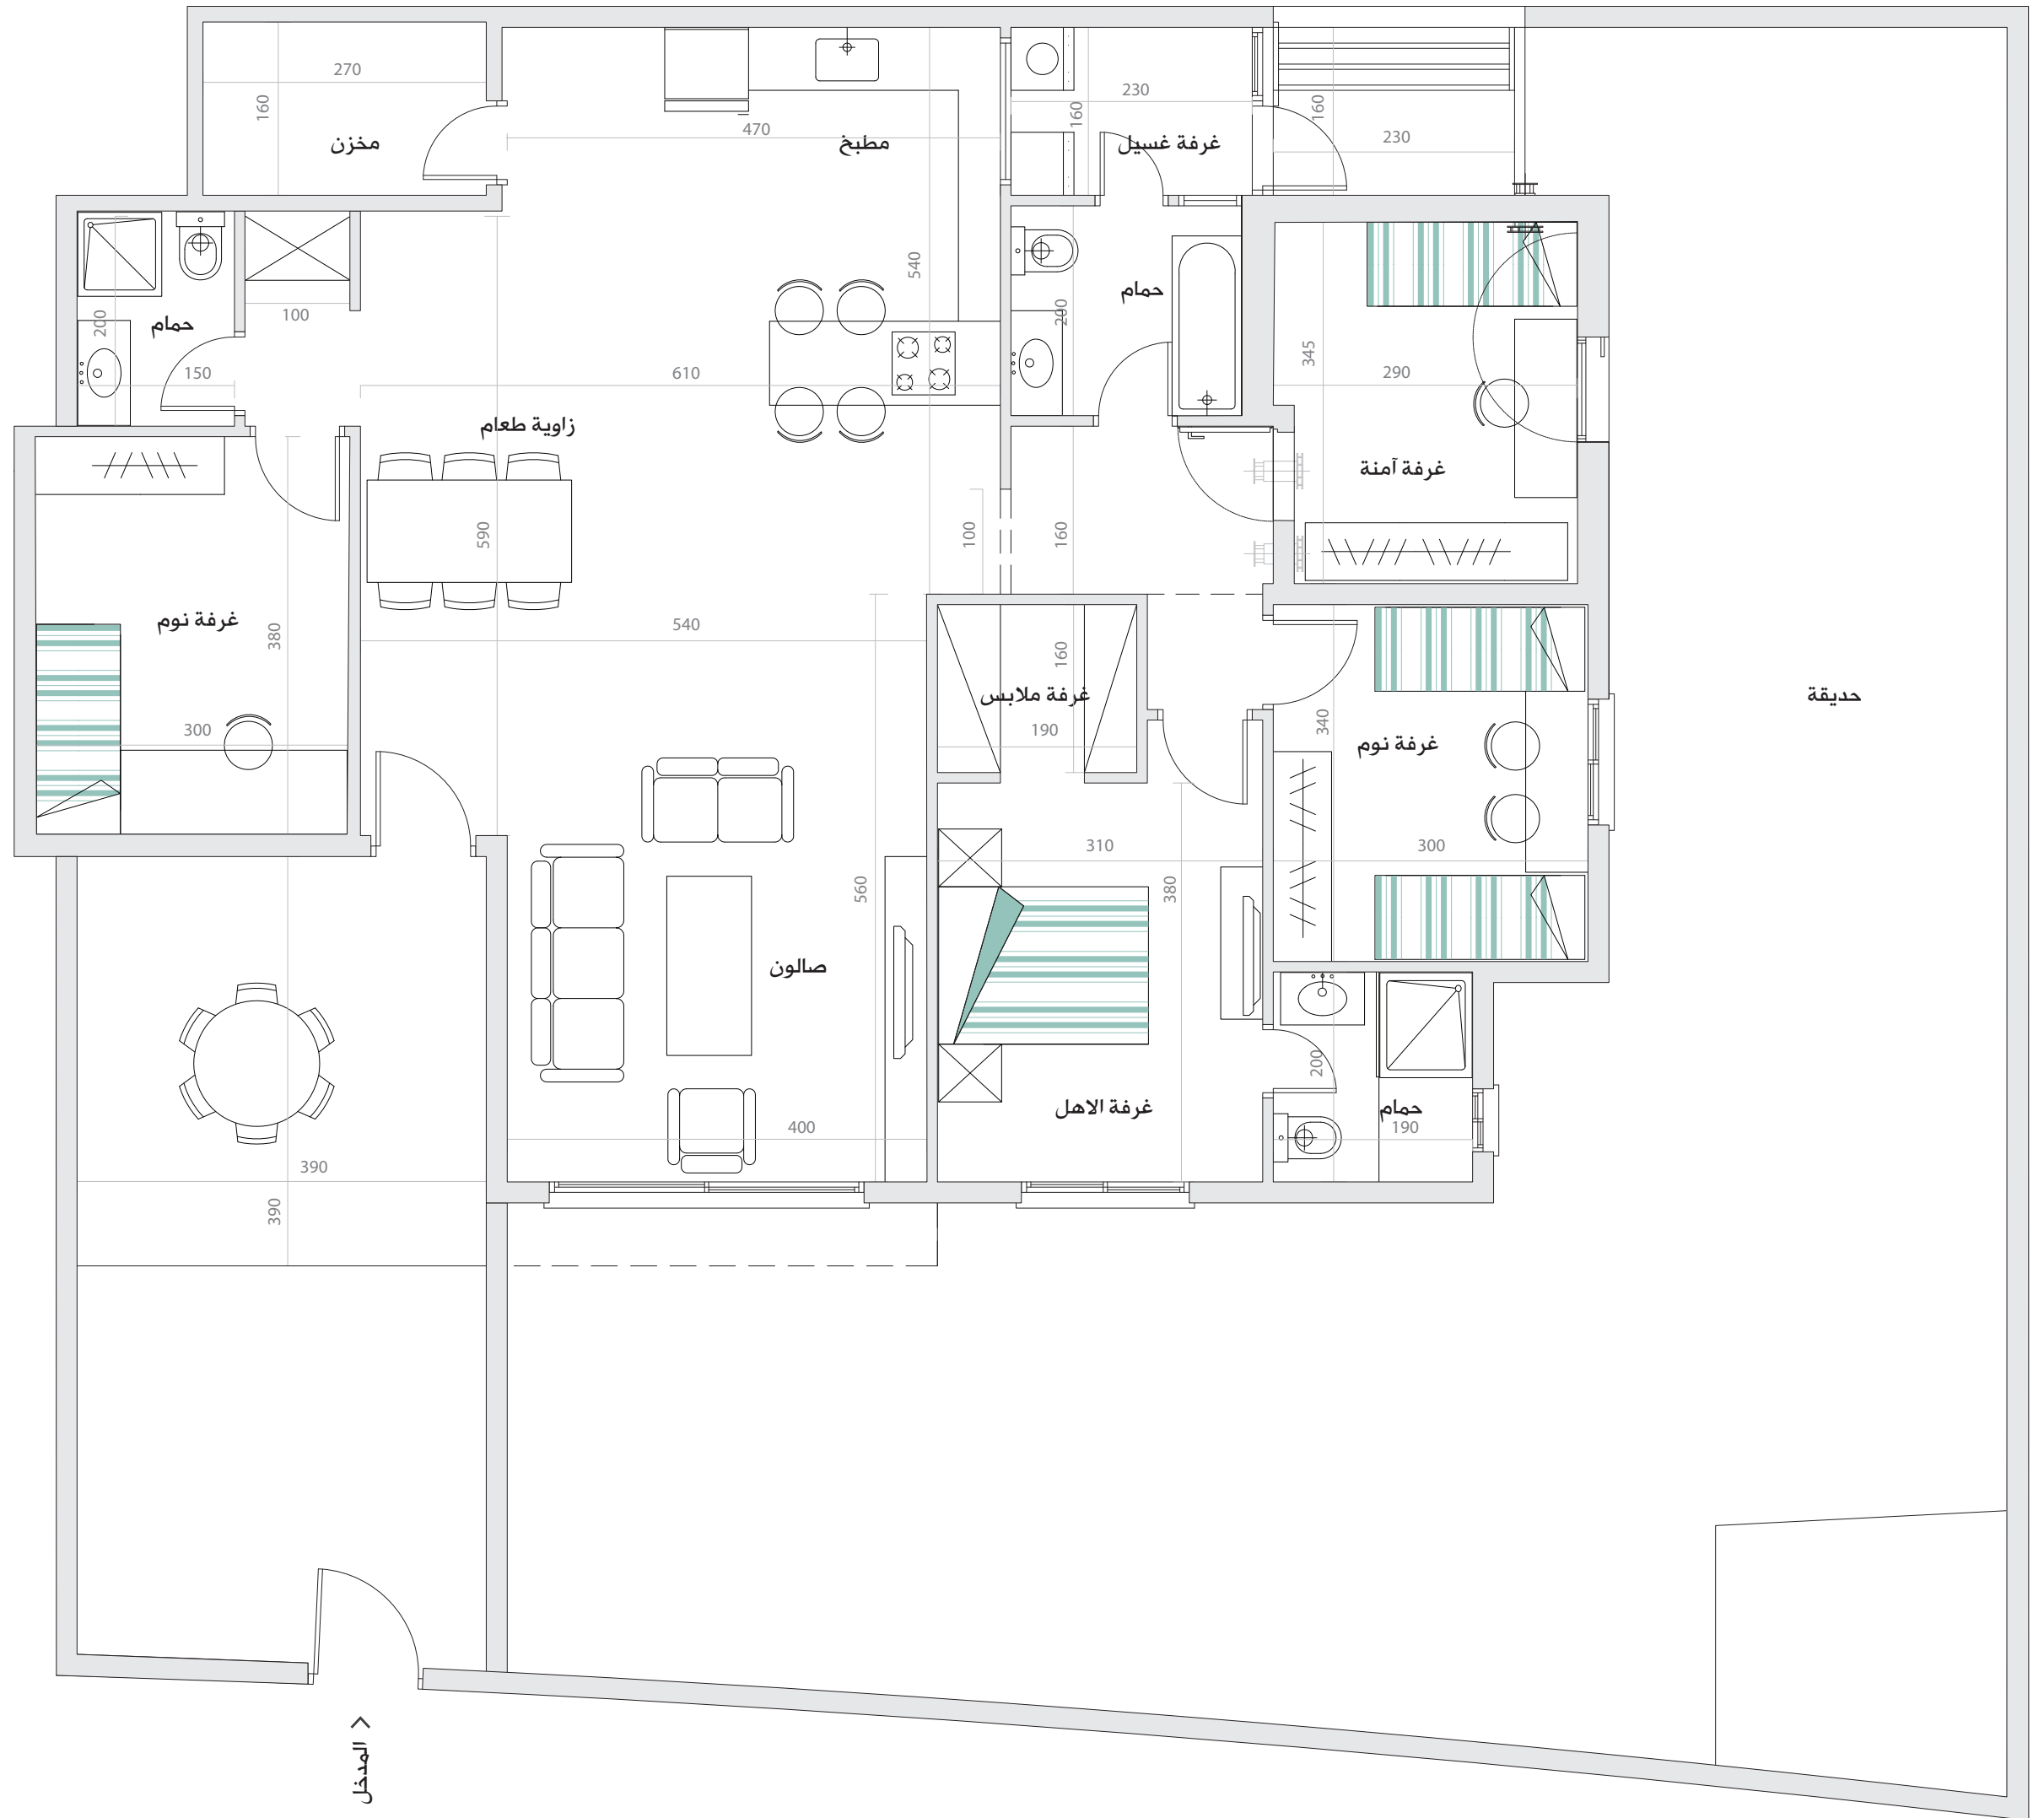 270
160
مخزن
470
مطبخ
230
160
غرفة غسيل
160
230
540
200
حمام
100
150
610
زاوية طعام
200
حمام
345
290
غرفة آمنة
590
100
160
غرفة نوم
380
300
540
160
غرفة ملابس
190
340
غرفة نوم
300
حديقة
560
310
380
صالون
400
غرفة الاهل
200
حمام
190
390
390
المدخل >